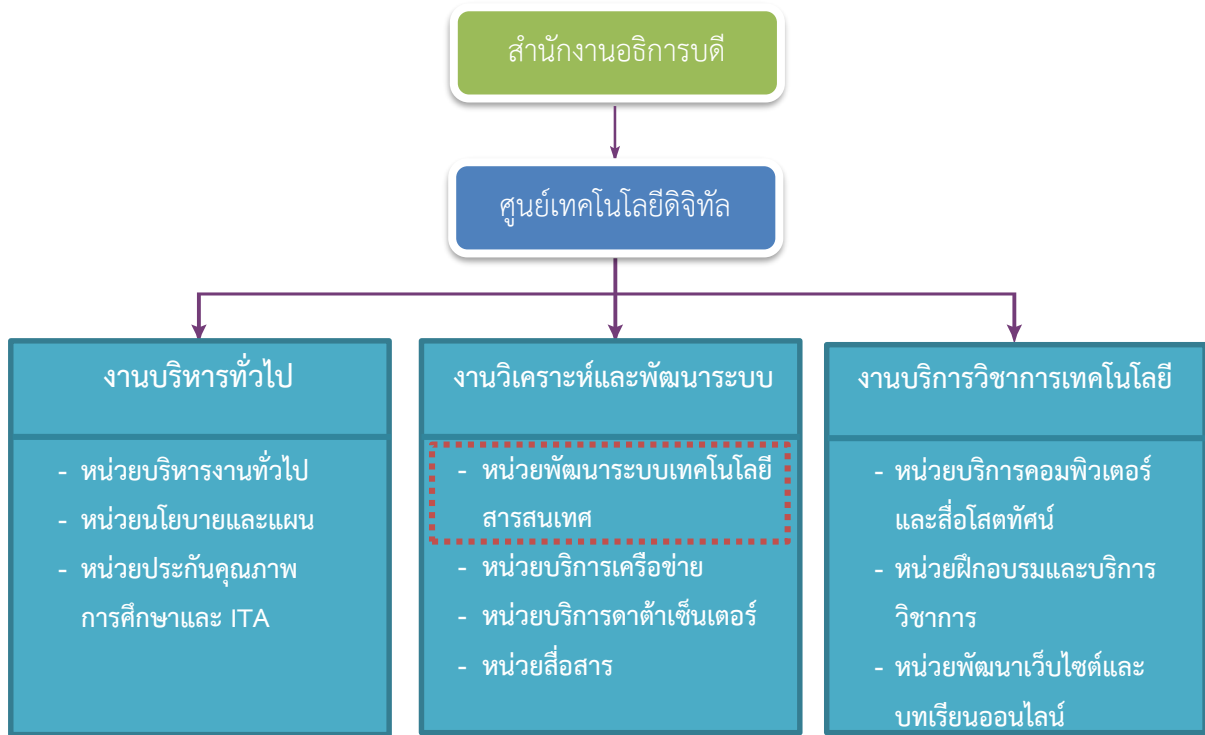 สำนักงานอธิการบดี
ศูนย์เทคโนโลยีดิจิทัล
งานบริหารทั่วไป
- หน่วยบริหารงานทั่วไป
- หน่วยนโยบายและแผน
- หน่วยประกันคุณภาพ
การศึกษาและ ITA
งานวิเคราะห์และพัฒนาระบบ
- หน่วยพัฒนาระบบเทคโนโลยี
สารสนเทศ
- หน่วยบริการเครือข่าย
- หน่วยบริการดาต้าเซ็นเตอร์
- หน่วยสื่อสาร
งานบริการวิชาการเทคโนโลยี
- หน่วยบริการคอมพิวเตอร์
และสื่อโสตทัศน์
- หน่วยฝึกอบรมและบริการ
วิชาการ
- หน่วยพัฒนาเว็บไซต์และ
บทเรียนออนไลน์